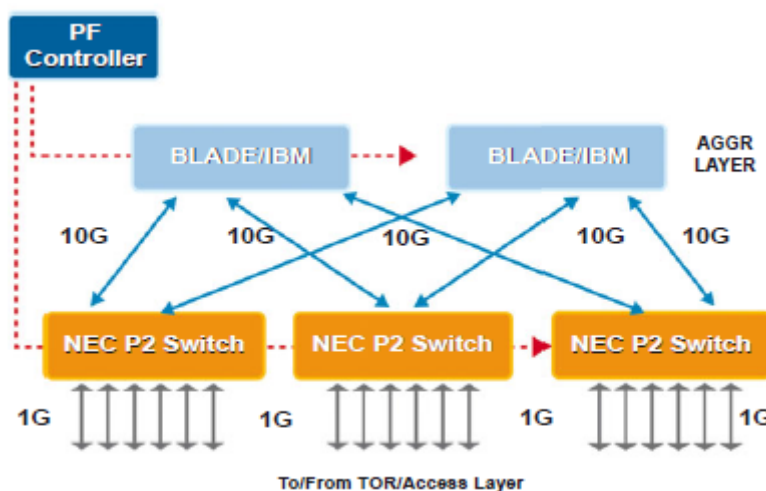 PF
Controller
BLADE/IBM
BLADE/IBM
AGGR
LAYER
10G
10G
10G
10G
10G
NEC P2 Switch
NEC P2 Switch
NEC P2 Switch
1G
1G
1G
1G
To/From TOR/Access Layer